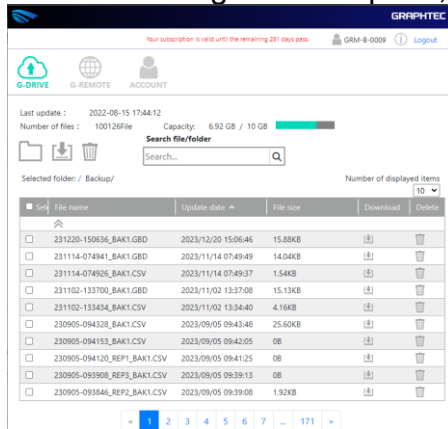 GRAPHTEC
Your subscription is valid until the remaining 281 days pass. GRM-B-0009 Logout
G-DRIVE G-REMOTE ACCOUNT
Last update : 2022-08-15 17:44:12
Number of files : 100126File Capacity: 6.92 GB / 10 GB
Search file/folder
Search...
Selected folder: / Backup/ Number of displayed items
10
Sele File name Update date File size Download Delete
231220-150636_BAK1.GBD 2023/12/20 15:06:46 15.88KB
231114-074941_BAK1.GBD 2023/11/14 07:49:49 14.04KB
231114-074926_BAK1.CSV 2023/11/14 07:49:37 1.54KB
231102-133700_BAK1.GBD 2023/11/02 13:37:08 15.13KB
231102-133434_BAK1.CSV 2023/11/02 13:34:40 4.16KB
230905-094328_BAK1.CSV 2023/09/05 09:43:48 25.60KB
230905-094153_BAK1.CSV 2023/09/05 09:42:05 0B
230905-094120_REP1_BAK1.CSV 2023/09/05 09:41:25 0B
230905-093908_REP3_BAK1.CSV 2023/09/05 09:39:13 0B
230905-093846_REP2_BAK1.CSV 2023/09/05 09:39:08 1.92KB
« 1 2 3 4 5 6 7 ... 171 »